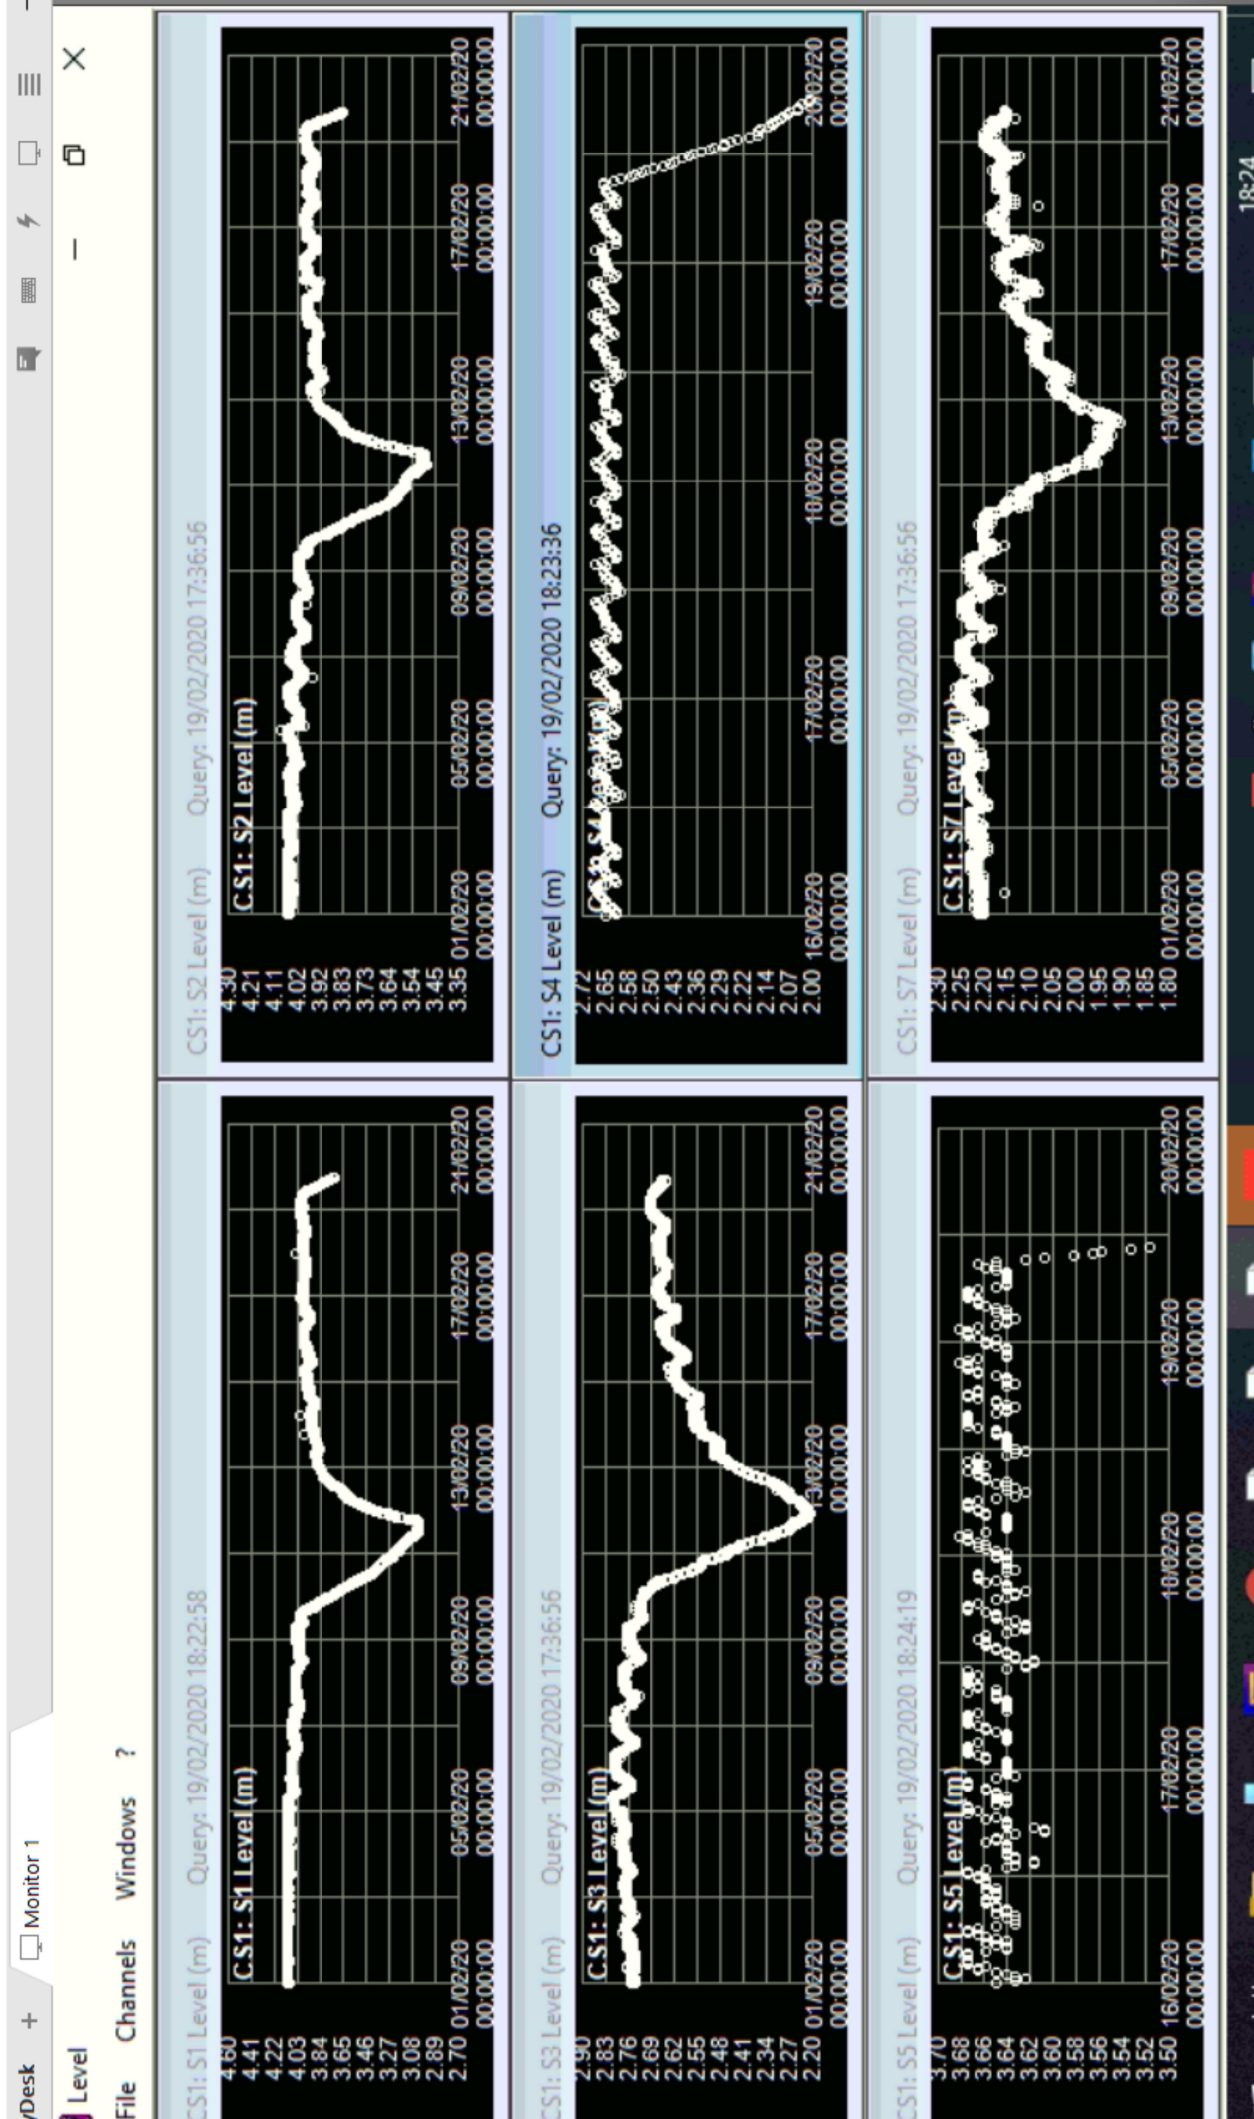 yDesk + Monitor 1
Level
File Channels Windows ?
CS1: S1 Level (m) Query: 19/02/2020 18:22:58
CS1: S1 Level (m)
4.60
4.41
4.22
4.03
3.84
3.65
3.46
3.27
3.08
2.89
2.70
01/02/20 05/02/20 09/02/20 13/02/20 17/02/20 21/02/20
00:00:00 00:00:00 00:00:00 00:00:00 00:00:00 00:00:00
CS1: S2 Level (m) Query: 19/02/2020 17:36:56
CS1: S2 Level (m)
4.30
4.21
4.11
4.02
3.92
3.83
3.73
3.64
3.54
3.45
3.35
01/02/20 05/02/20 09/02/20 13/02/20 17/02/20 21/02/20
00:00:00 00:00:00 00:00:00 00:00:00 00:00:00 00:00:00
CS1: S3 Level (m) Query: 19/02/2020 17:36:56
CS1: S3 Level (m)
2.90
2.83
2.76
2.69
2.62
2.55
2.48
2.41
2.34
2.27
2.20
01/02/20 05/02/20 09/02/20 13/02/20 17/02/20 21/02/20
00:00:00 00:00:00 00:00:00 00:00:00 00:00:00 00:00:00
CS1: S4 Level (m) Query: 19/02/2020 18:23:36
CS1: S4 Level (m)
2.72
2.65
2.58
2.50
2.43
2.36
2.29
2.22
2.14
2.07
2.00
16/02/20 17/02/20 18/02/20 19/02/20 20/02/20
00:00:00 00:00:00 00:00:00 00:00:00 00:00:00
CS1: S5 Level (m) Query: 19/02/2020 18:24:19
CS1: S5 Level (m)
3.70
3.68
3.66
3.64
3.62
3.60
3.58
3.56
3.54
3.52
3.50
16/02/20 17/02/20 18/02/20 19/02/20 20/02/20
00:00:00 00:00:00 00:00:00 00:00:00 00:00:00
CS1: S7 Level (m) Query: 19/02/2020 17:36:56
CS1: S7 Level (m)
2.30
2.25
2.20
2.15
2.10
2.05
2.00
1.95
1.90
1.85
1.80
01/02/20 05/02/20 09/02/20 13/02/20 17/02/20 21/02/20
00:00:00 00:00:00 00:00:00 00:00:00 00:00:00 00:00:00
18:24